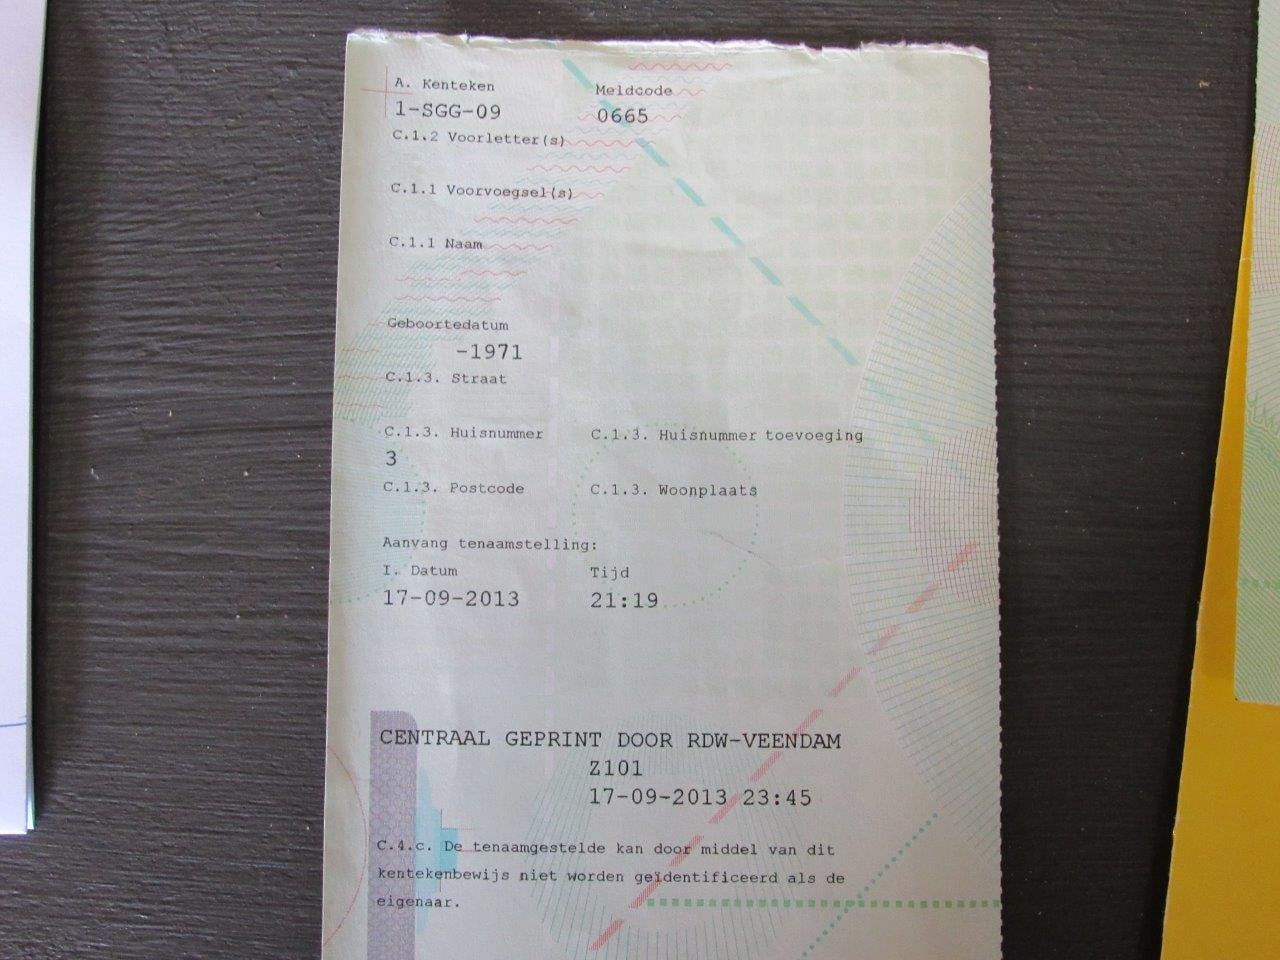 A. Kenteken Meldcode
1-SGG-09 0665
C.1.2 Voorletter(s)
C.1.1 Voorvoegsel(s)
C.1.1 Naam
Geboortedatum
-1971
C.1.3. Straat
C.1.3. Huisnummer C.1.3. Huisnummer toevoeging
3
C.1.3. Postcode C.1.3. Woonplaats
Aanvang tenaamstelling:
I. Datum Tijd
17-09-2013 21:19
CENTRAAL GEPRINT DOOR RDW-VEENDAM
Z101
17-09-2013 23:45
C.4.c. De tenaamgestelde kan door middel van dit
kentekenbewijs niet worden geïdentificeerd als de
eigenaar.